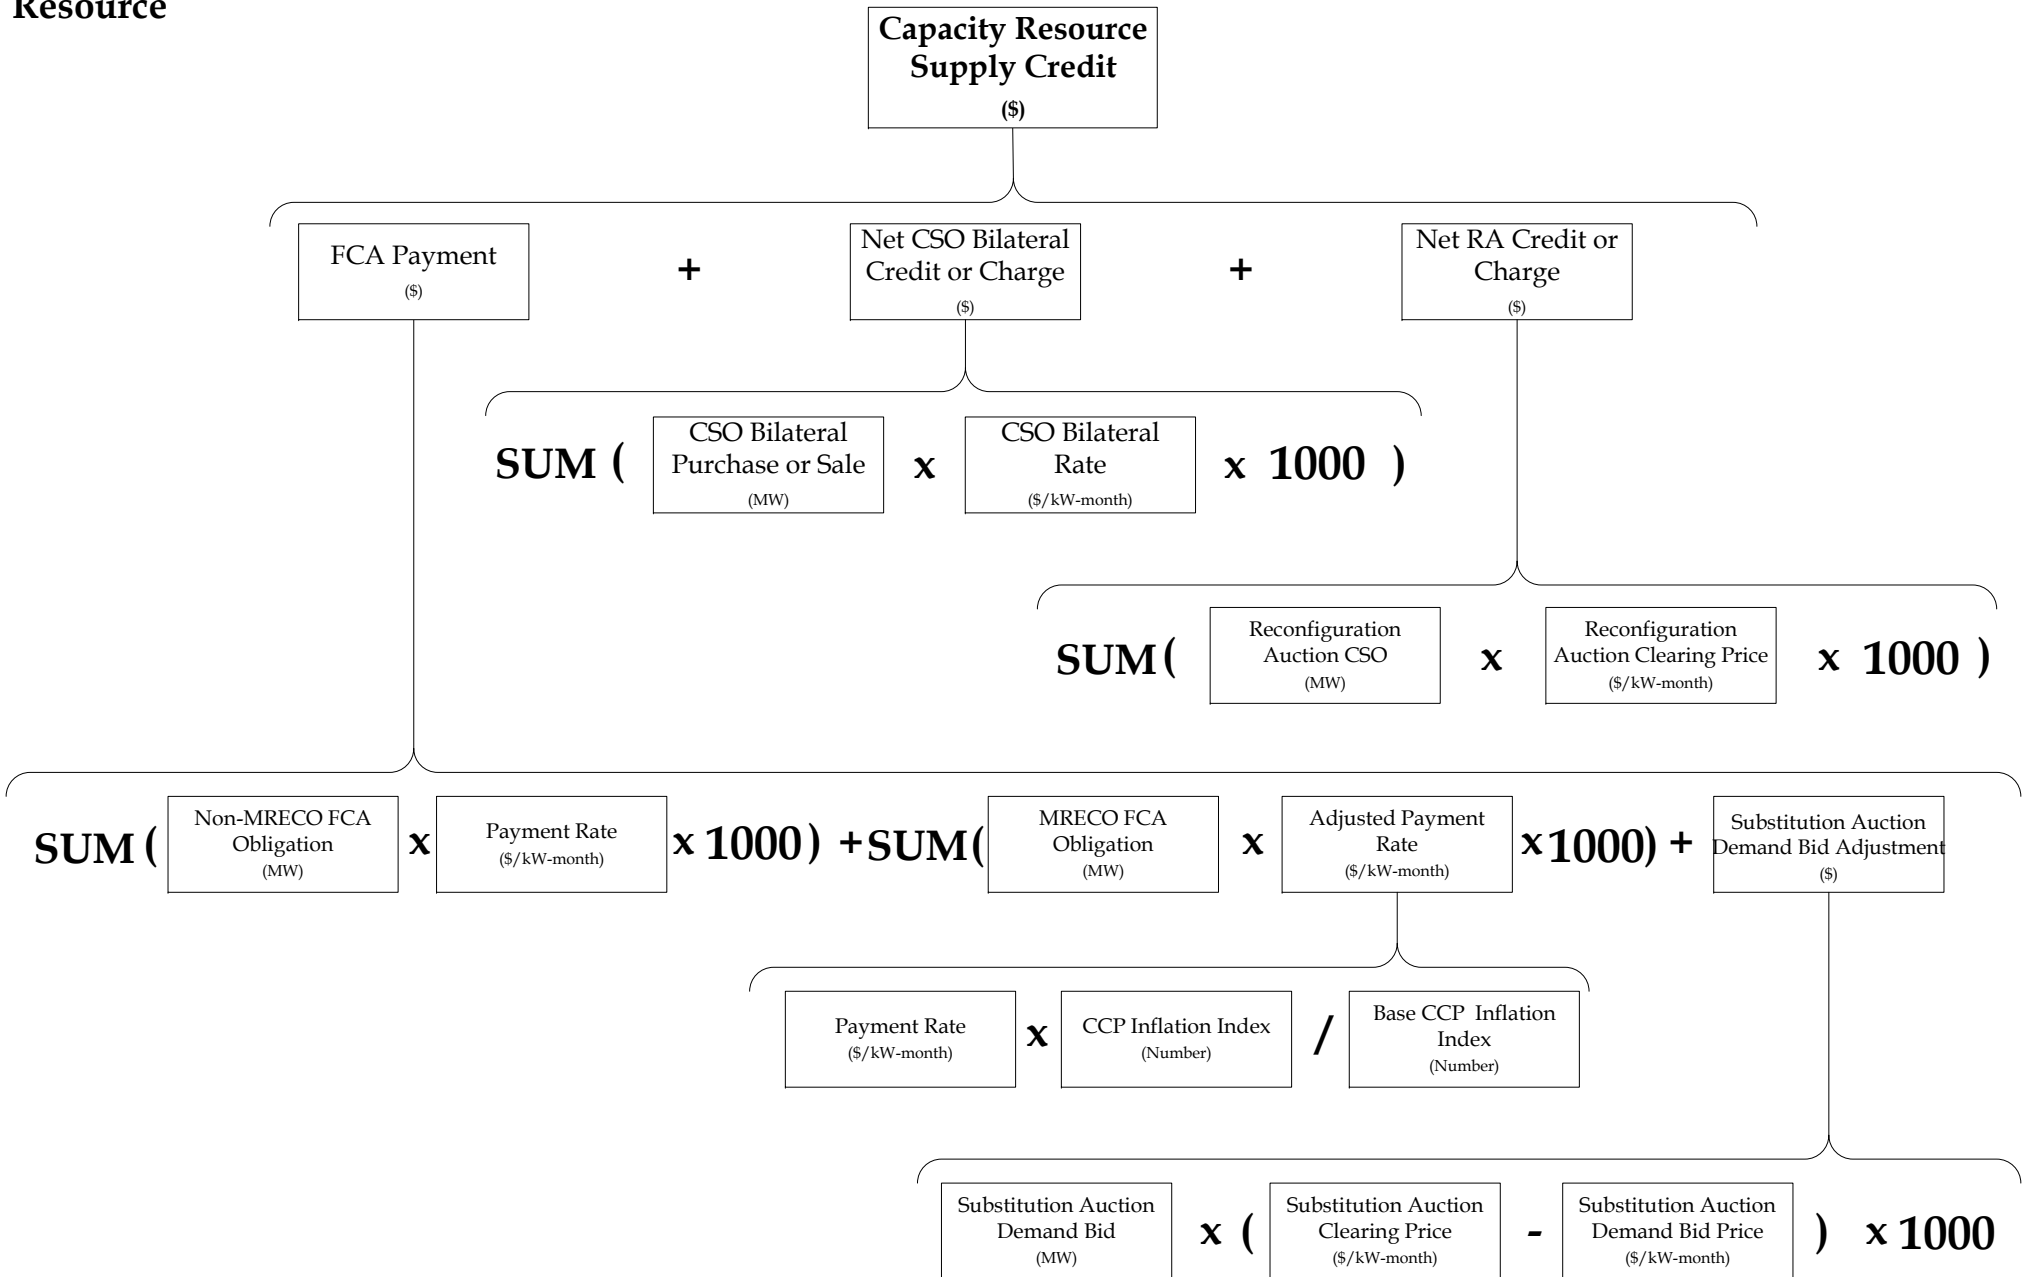 Resource
Capacity Resource
Supply Credit
($)
FCA Payment
($)
+
Net CSO Bilateral
Credit or Charge
($)
+
Net RA Credit or
Charge
($)
SUM (
CSO Bilateral
Purchase or Sale
(MW)
x
CSO Bilateral
Rate
($/kW-month)
x 1000 )
SUM (
Reconfiguration
Auction CSO
(MW)
x
Reconfiguration
Auction Clearing Price
($/kW-month)
x 1000 )
SUM (
Non-MRECO FCA
Obligation
(MW)
x
Payment Rate
($/kW-month)
x 1000 ) + SUM (
MRECO FCA
Obligation
(MW)
x
Adjusted Payment
Rate
($/kW-month)
x 1000) +
Substitution Auction
Demand Bid Adjustment
($)
Payment Rate
($/kW-month)
x
CCP Inflation Index
(Number)
/
Base CCP Inflation
Index
(Number)
Substitution Auction
Demand Bid
(MW)
x (
Substitution Auction
Clearing Price
($/kW-month)
-
Substitution Auction
Demand Bid Price
($/kW-month)
) x 1000